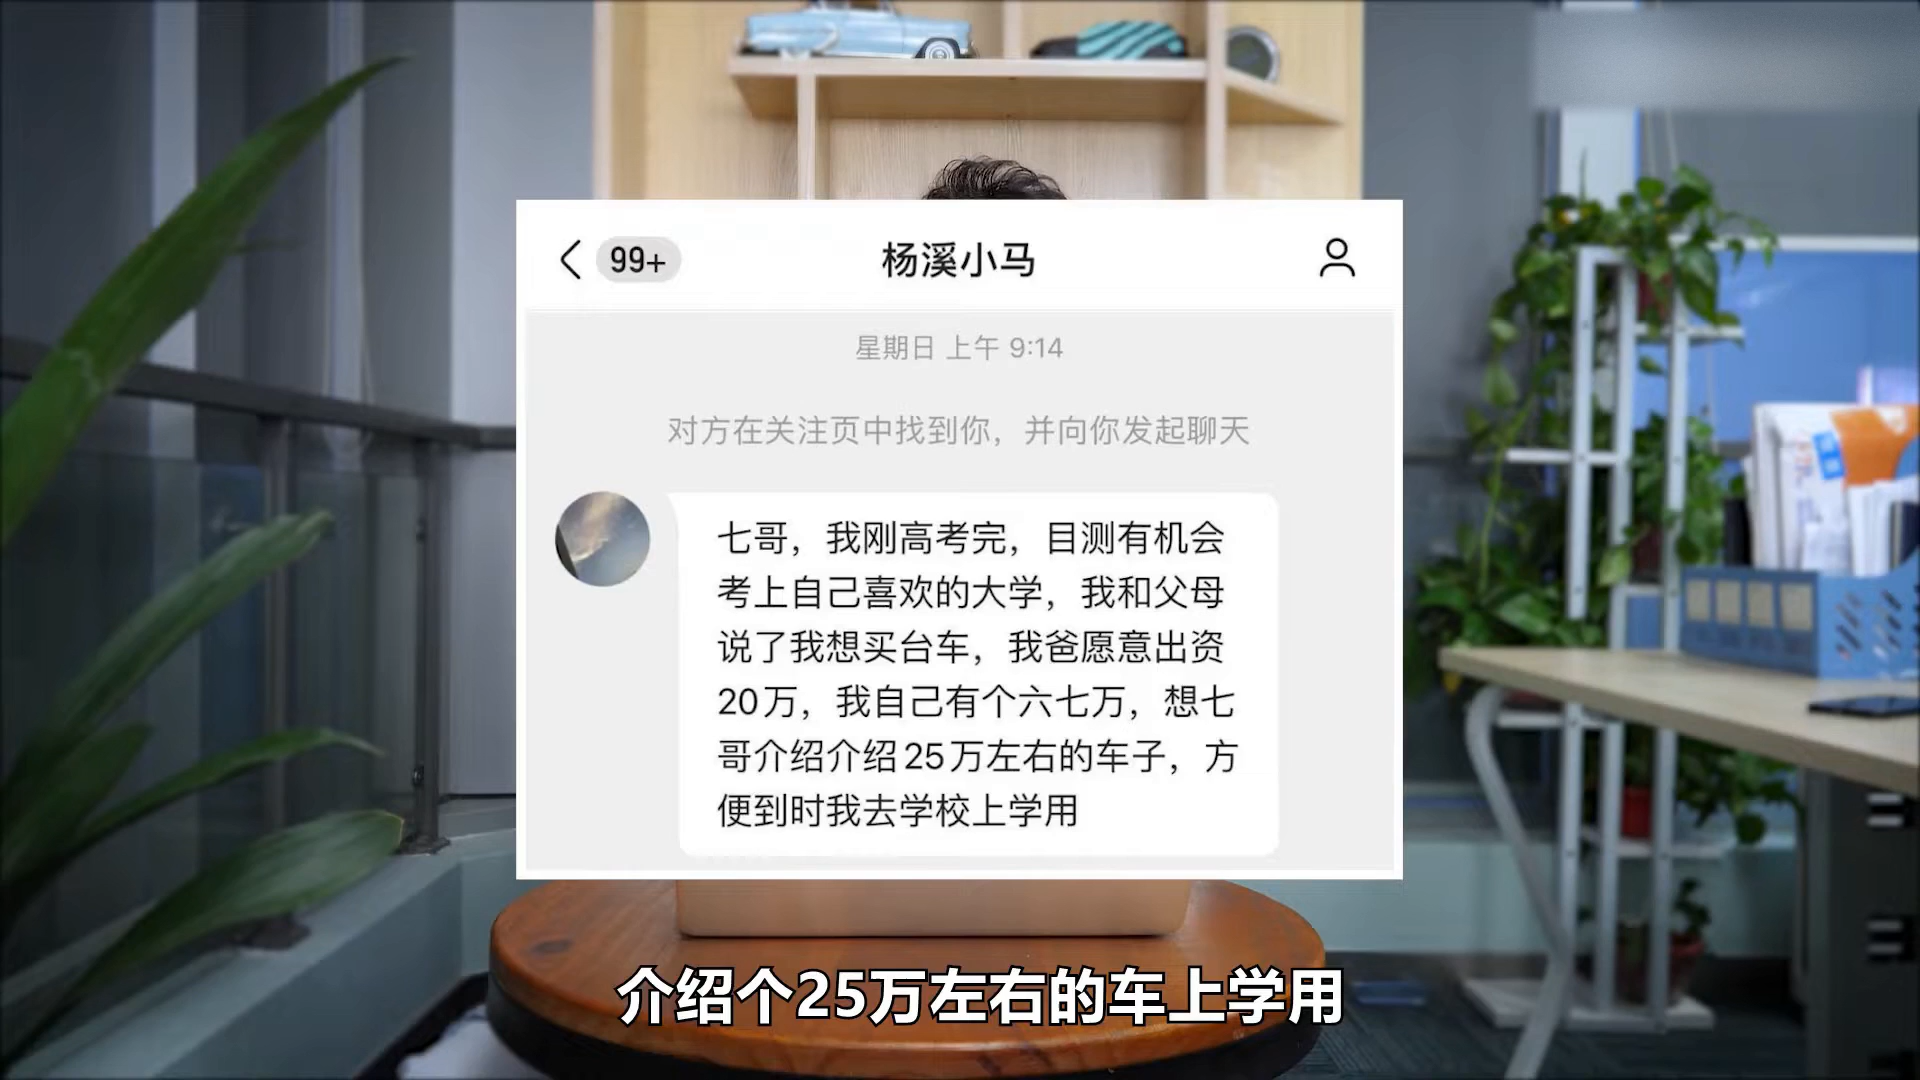 99+
杨溪小马
星期日 上午 9:14
对方在关注页中找到你，并向你发起聊天
七哥，我刚高考完，目测有机会
考上自己喜欢的大学，我和父母
说了我想买台车，我爸愿意出资
20万，我自己有个六七万，想七
哥介绍介绍25万左右的车子，方
便到时我去学校上学用
介绍个25万左右的车上学用